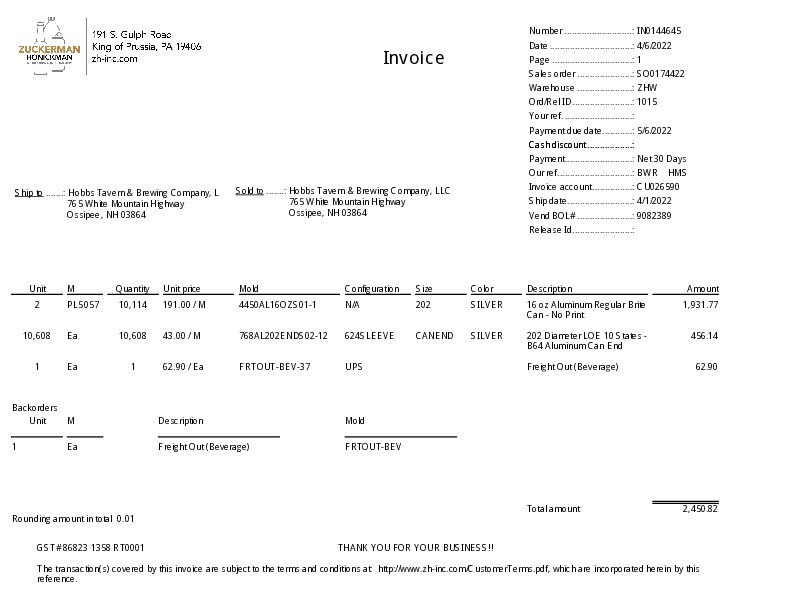 ZUCKERMAN
HONICKMAN
191 S. Gulph Road
King of Prussia, PA 19406
zh-inc.com
Invoice
Number : IN0144645
Date : 4/6/2022
Page : 1
Sales order : SO0174422
Warehouse : ZHW
Ord/Rel ID : 1015
Your ref. :
Payment due date : 5/6/2022
Cash discount :
Payment : Net 30 Days
Our ref : BWR HMS
Invoice account : CU026590
Ship date : 4/1/2022
Vend BOL# : 9082389
Release Id :
Ship to : Hobbs Tavern & Brewing Company, L
765 White Mountain Highway
Ossipee, NH 03864
Sold to : Hobbs Tavern & Brewing Company, LLC
765 White Mountain Highway
Ossipee, NH 03864
Unit M Quantity Unit price Mold Configuration Size Color Description Amount
2 PL5057 10,114 191.00 / M 4450AL16OZS01-1 N/A 202 SILVER 16 oz Aluminum Regular Brite 1,931.77
Can - No Print
10,608 Ea 10,608 43.00 / M 768AL202ENDS02-12 624SLEEVE CANEND SILVER 202 Diameter LOE 10 States - 456.14
B64 Aluminum Can End
1 Ea 1 62.90 / Ea FRTOUT-BEV-37 UPS Freight Out (Beverage) 62.90
Backorders
Unit M Description Mold
1 Ea Freight Out (Beverage) FRTOUT-BEV
Total amount 2,450.82
Rounding amount in total 0.01
GST #86823 1358 RT0001 THANK YOU FOR YOUR BUSINESS!!
The transaction(s) covered by this invoice are subject to the terms and conditions at: http://www.zh-inc.com/CustomerTerms.pdf, which are incorporated herein by this
reference.